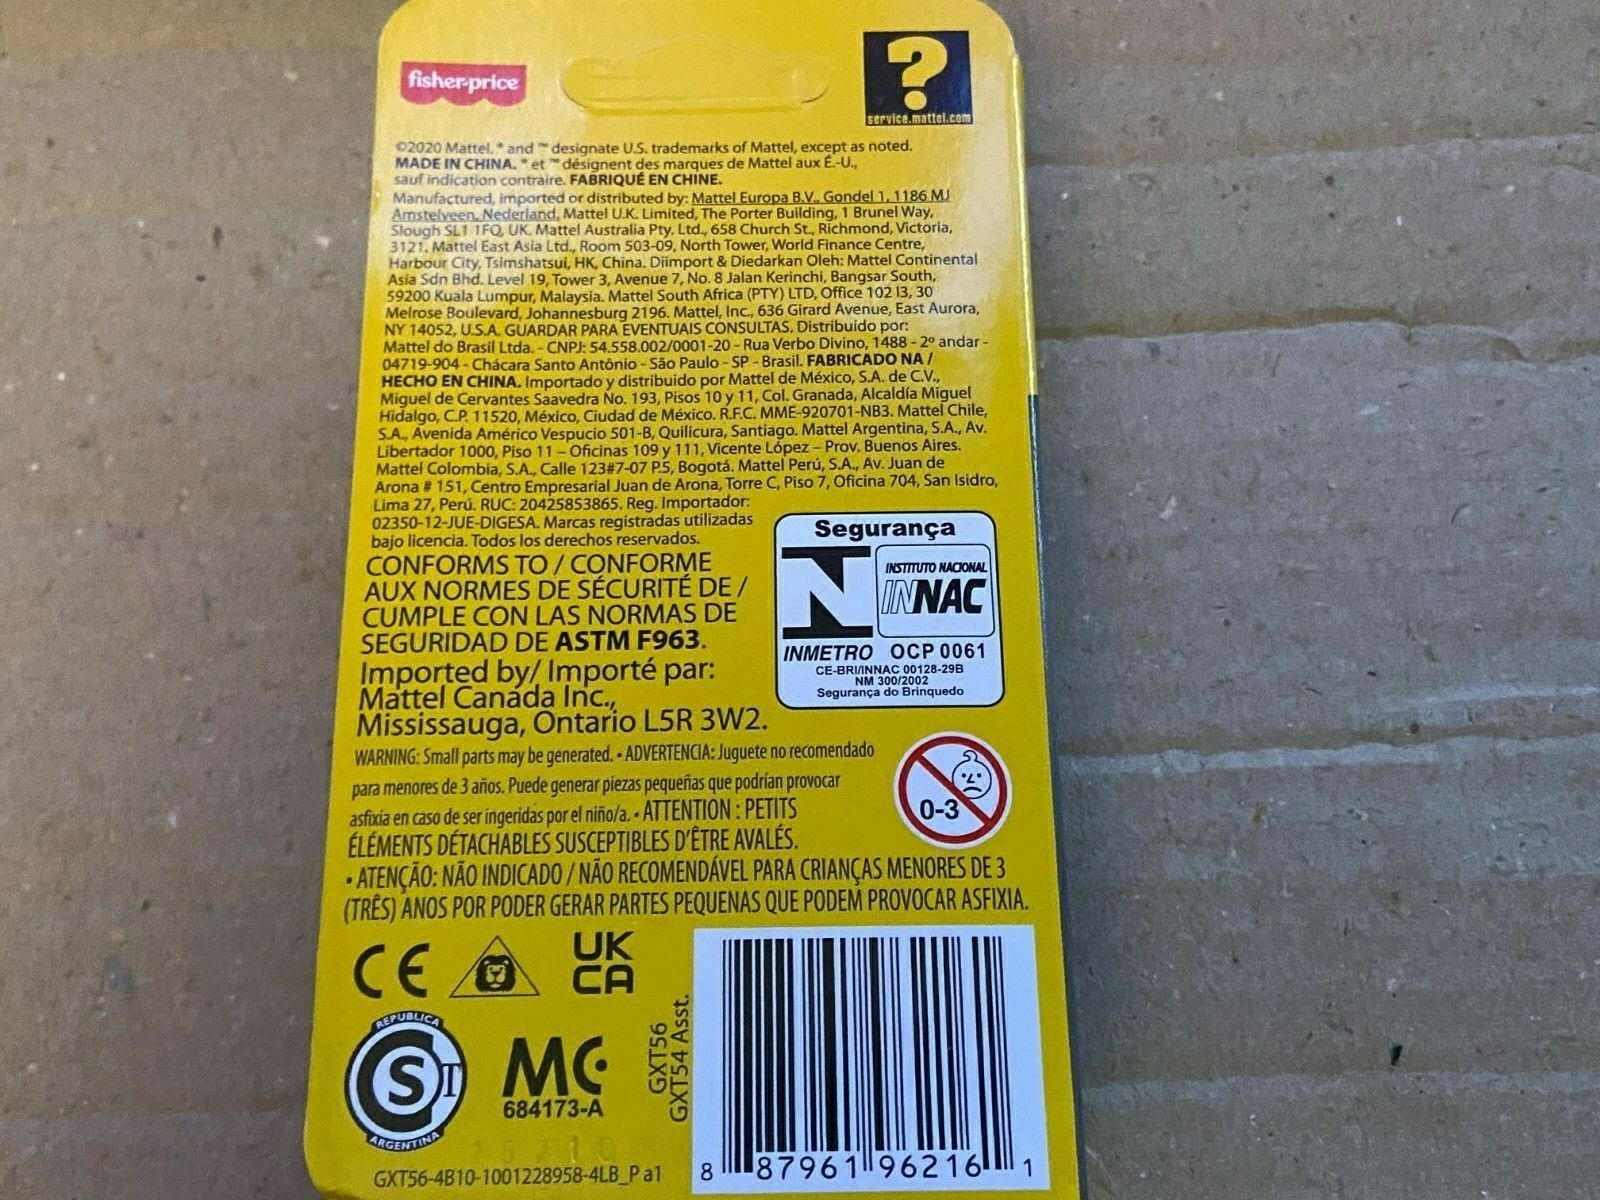 fisher-price
?
service.mattel.com
©2020 Mattel. ® and ™ designate U.S. trademarks of Mattel, except as noted.
MADE IN CHINA. ® et ™ désignent des marques de Mattel aux É.-U.,
sauf indication contraire. FABRIQUÉ EN CHINE.
Manufactured, imported or distributed by: Mattel Europa B.V., Gondel 1, 1186 MJ
Amstelveen, Nederland. Mattel U.K. Limited, The Porter Building, 1 Brunel Way,
Slough SL1 1FQ, UK. Mattel Australia Pty. Ltd., 658 Church St., Richmond, Victoria,
3121. Mattel East Asia Ltd., Room 503-09, North Tower, World Finance Centre,
Harbour City, Tsimshatsui, HK, China. Diimport & Diedarkan Oleh: Mattel Continental
Asia Sdn Bhd. Level 19, Tower 3, Avenue 7, No. 8 Jalan Kerinchi, Bangsar South,
59200 Kuala Lumpur, Malaysia. Mattel South Africa (PTY) LTD, Office 102 I3, 30
Melrose Boulevard, Johannesburg 2196. Mattel, Inc., 636 Girard Avenue, East Aurora,
NY 14052, U.S.A. GUARDAR PARA EVENTUAIS CONSULTAS. Distribuído por:
Mattel do Brasil Ltda. - CNPJ: 54.558.002/0001-20 - Rua Verbo Divino, 1488 - 2º andar -
04719-904 - Chácara Santo Antônio - São Paulo - SP - Brasil. FABRICADO NA /
HECHO EN CHINA. Importado y distribuido por Mattel de México, S.A. de C.V.,
Miguel de Cervantes Saavedra No. 193, Pisos 10 y 11, Col. Granada, Alcaldía Miguel
Hidalgo, C.P. 11520, México, Ciudad de México. R.F.C. MME-920701-NB3. Mattel Chile,
S.A., Avenida Américo Vespucio 501-B, Quilicura, Santiago. Mattel Argentina, S.A., Av.
Libertador 1000, Piso 11 – Oficinas 109 y 111, Vicente López – Prov. Buenos Aires.
Mattel Colombia, S.A., Calle 123#7-07 P.5, Bogotá. Mattel Perú, S.A., Av. Juan de
Arona # 151, Centro Empresarial Juan de Arona, Torre C, Piso 7, Oficina 704, San Isidro,
Lima 27, Perú. RUC: 20425853865. Reg. Importador:
02350-12-JUE-DIGESA. Marcas registradas utilizadas
bajo licencia. Todos los derechos reservados.
CONFORMS TO / CONFORME
AUX NORMES DE SÉCURITÉ DE /
CUMPLE CON LAS NORMAS DE
SEGURIDAD DE ASTM F963.
Imported by/ Importé par:
Mattel Canada Inc.,
Mississauga, Ontario L5R 3W2.
Segurança
INSTITUTO NACIONAL
INNAC
INMETRO OCP 0061
CE-BRI/INNAC 00128-29B
NM 300/2002
Segurança do Brinquedo
WARNING: Small parts may be generated. • ADVERTENCIA: Juguete no recomendado
para menores de 3 años. Puede generar piezas pequeñas que podrían provocar
asfixia en caso de ser ingeridas por el niño/a. • ATTENTION : PETITS
ÉLÉMENTS DÉTACHABLES SUSCEPTIBLES D'ÊTRE AVALÉS.
• ATENÇÃO: NÃO INDICADO / NÃO RECOMENDÁVEL PARA CRIANÇAS MENORES DE 3
(TRÊS) ANOS POR PODER GERAR PARTES PEQUENAS QUE PODEM PROVOCAR ASFIXIA.
0-3
CE
UK
CA
REPUBLICA
ARGENTINA
MC
684173-A
GXT56
GXT54 Asst.
GXT56-4B10-1001228958-4LB_P a1
8 87961 96216 1